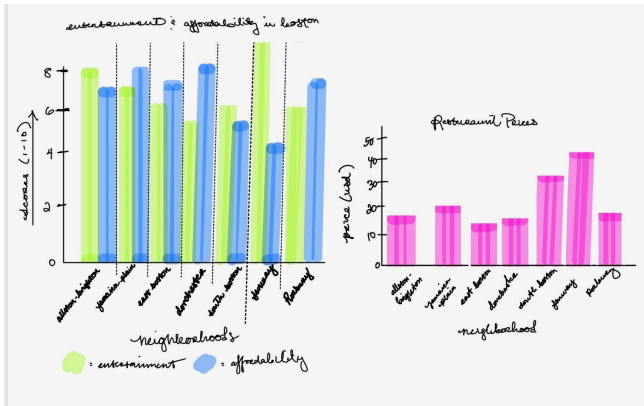 entertainment & affordability in boston
scores (1-10)
8
6
4
2
0
allston-brighton
jamaica-plain
east boston
dorchester
south boston
fenway
Roxbury
neighborhoods
= entertainment
= affordability
Restaurant Prices
price (usd)
50
40
30
20
10
allston-
brighton
jamaica
-plain
east boston
dorchester
south boston
fenway
roxbury
neighborhood